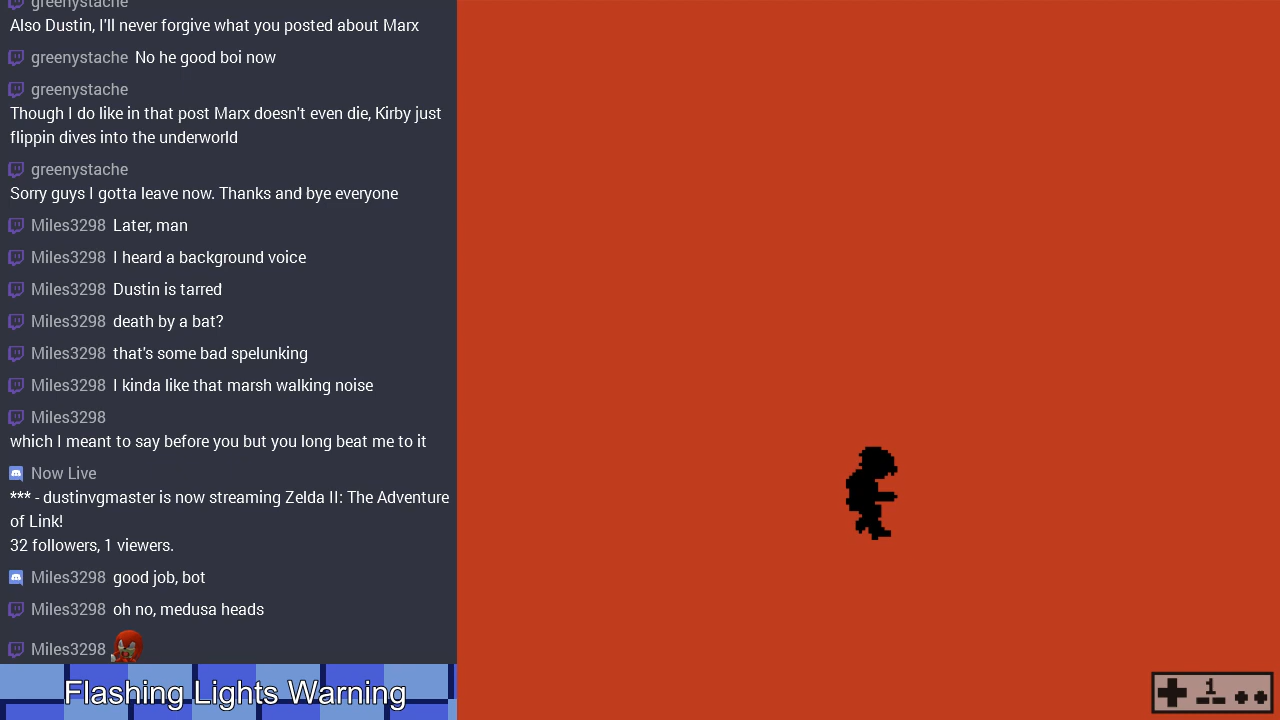 greenystache
Also Dustin, I'll never forgive what you posted about Marx
greenystache No he good boi now
greenystache
Though I do like in that post Marx doesn't even die, Kirby just
flippin dives into the underworld
greenystache
Sorry guys I gotta leave now. Thanks and bye everyone
Miles3298 Later, man
Miles3298 I heard a background voice
Miles3298 Dustin is tarred
Miles3298 death by a bat?
Miles3298 that's some bad spelunking
Miles3298 I kinda like that marsh walking noise
Miles3298
which I meant to say before you but you long beat me to it
Now Live
*** - dustinvgmaster is now streaming Zelda II: The Adventure
of Link!
32 followers, 1 viewers.
Miles3298 good job, bot
Miles3298 oh no, medusa heads
Miles3298
Flashing Lights Warning
1